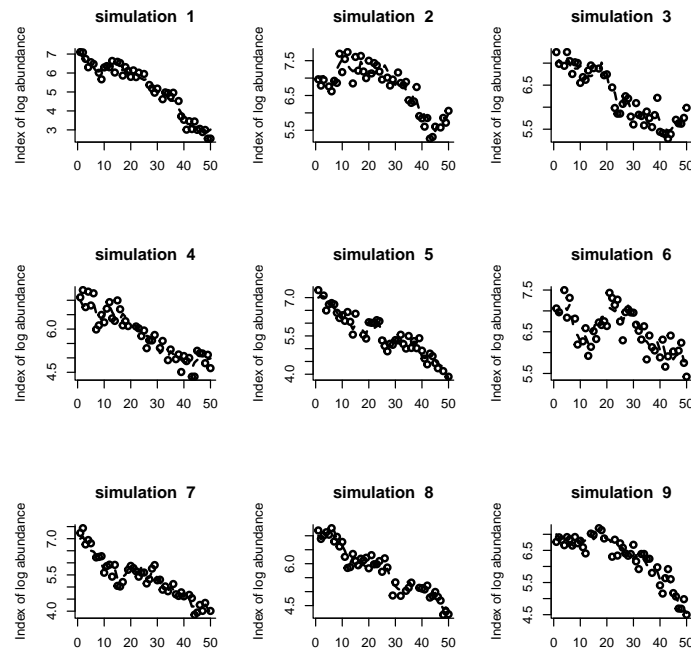 simulation 1
simulation 2
simulation 3
Index of log abundance
7
6
5
4
3
0 10 20 30 40 50
Index of log abundance
7.5
6.5
5.5
0 10 20 30 40 50
Index of log abundance
6.5
5.5
0 10 20 30 40 50
simulation 4
simulation 5
simulation 6
Index of log abundance
6.0
4.5
0 10 20 30 40 50
Index of log abundance
7.0
5.5
4.0
0 10 20 30 40 50
Index of log abundance
7.5
6.5
5.5
0 10 20 30 40 50
simulation 7
simulation 8
simulation 9
Index of log abundance
7.0
5.5
4.0
0 10 20 30 40 50
Index of log abundance
6.0
4.5
0 10 20 30 40 50
Index of log abundance
6.5
5.5
4.5
0 10 20 30 40 50